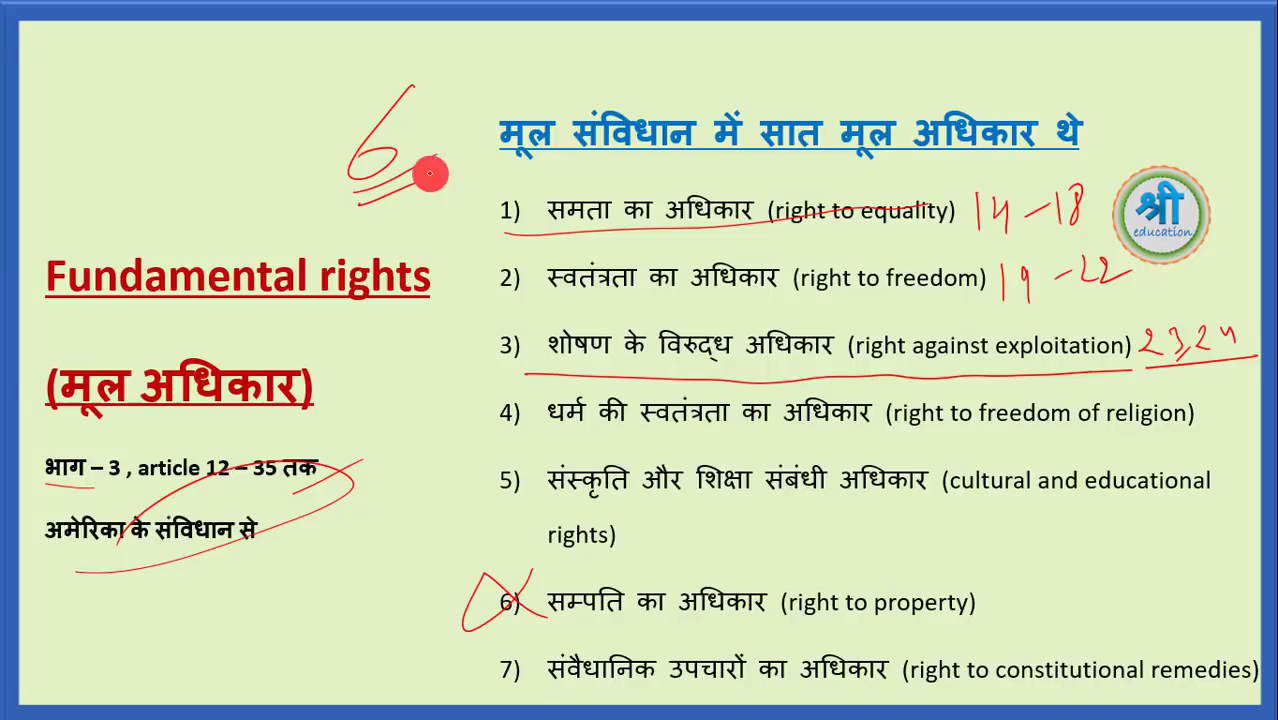 6
मूल संविधान में सात मूल अधिकार थे
1) समता का अधिकार (right to equality) 14 - 18
श्री
education
2) स्वतंत्रता का अधिकार (right to freedom) 19 - 22
Fundamental rights
3) शोषण के विरुद्ध अधिकार (right against exploitation) 23, 24
(मूल अधिकार)
4) धर्म की स्वतंत्रता का अधिकार (right to freedom of religion)
भाग – 3 , article 12 – 35 तक
5) संस्कृति और शिक्षा संबंधी अधिकार (cultural and educational
अमेरिका के संविधान से
rights)
6) सम्पति का अधिकार (right to property)
7) संवैधानिक उपचारों का अधिकार (right to constitutional remedies)